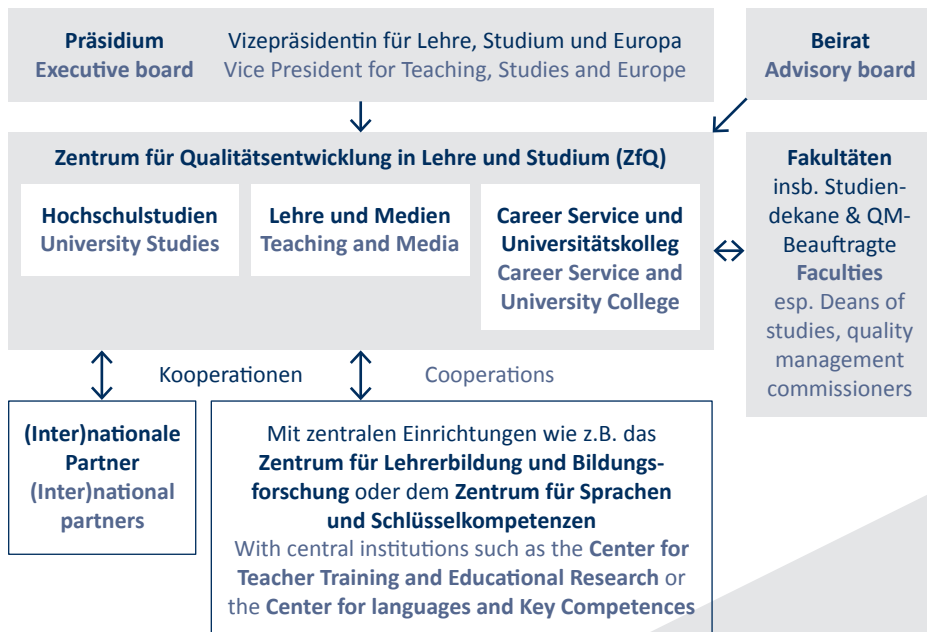 Präsidium
Executive board
Vizepräsidentin für Lehre, Studium und Europa
Vice President for Teaching, Studies and Europe
Beirat
Advisory board
Zentrum für Qualitätsentwicklung in Lehre und Studium (ZfQ)
Hochschulstudien
University Studies
Lehre und Medien
Teaching and Media
Career Service und
Universitätskolleg
Career Service and
University College
Fakultäten
insb. Studien-
dekane & QM-
Beauftragte
Faculties
esp. Deans of
studies, quality
management
commissioners
Kooperationen
Cooperations
(Inter)nationale
Partner
(Inter)national
partners
Mit zentralen Einrichtungen wie z.B. das
Zentrum für Lehrerbildung und Bildungs-
forschung oder dem Zentrum für Sprachen
und Schlüsselkompetenzen
With central institutions such as the Center for
Teacher Training and Educational Research or
the Center for languages and Key Competences